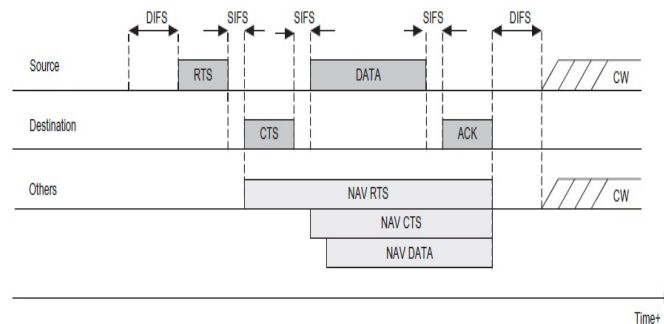 DIFS SIFS SIFS SIFS DIFS
Source RTS DATA CW
Destination CTS ACK
Others NAV RTS CW
NAV CTS
NAV DATA
Time+